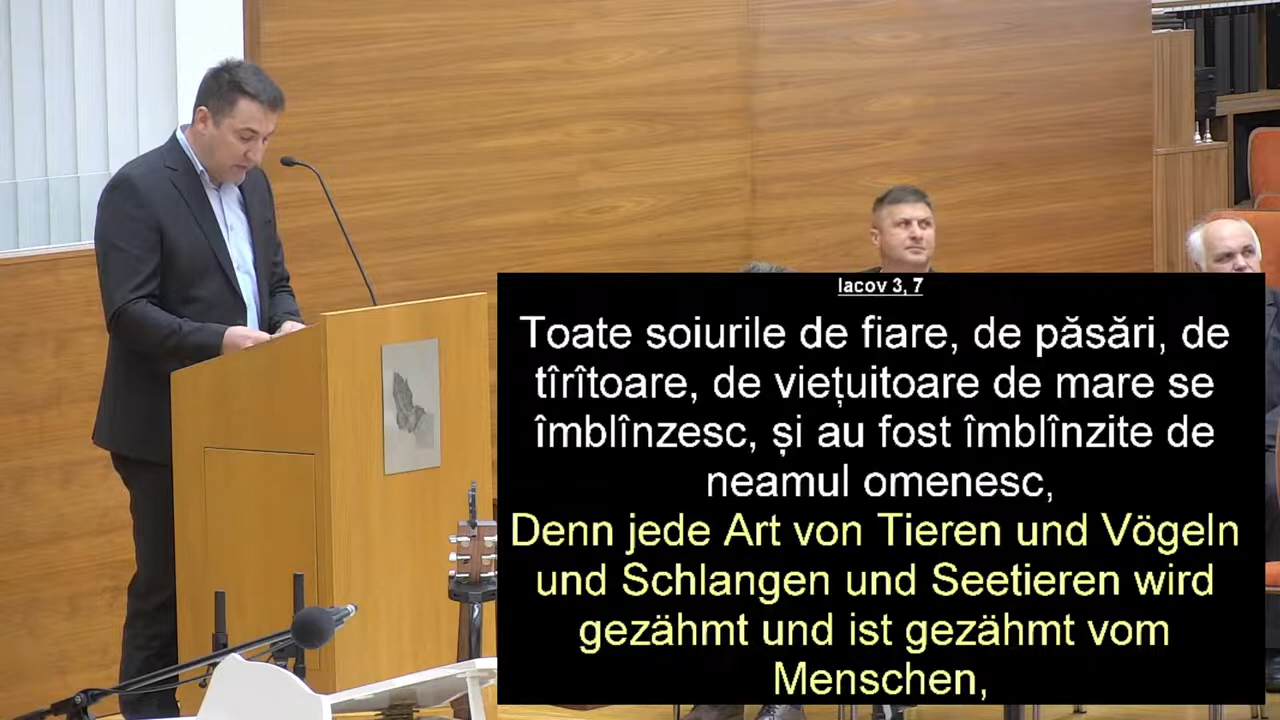 Iacov 3, 7
Toate soiurile de fiare, de păsări, de
tîrîtoare, de viețuitoare de mare se
îmblînzesc, și au fost îmblînzite de
neamul omenesc,
Denn jede Art von Tieren und Vögeln
und Schlangen und Seetieren wird
gezähmt und ist gezähmt vom
Menschen,